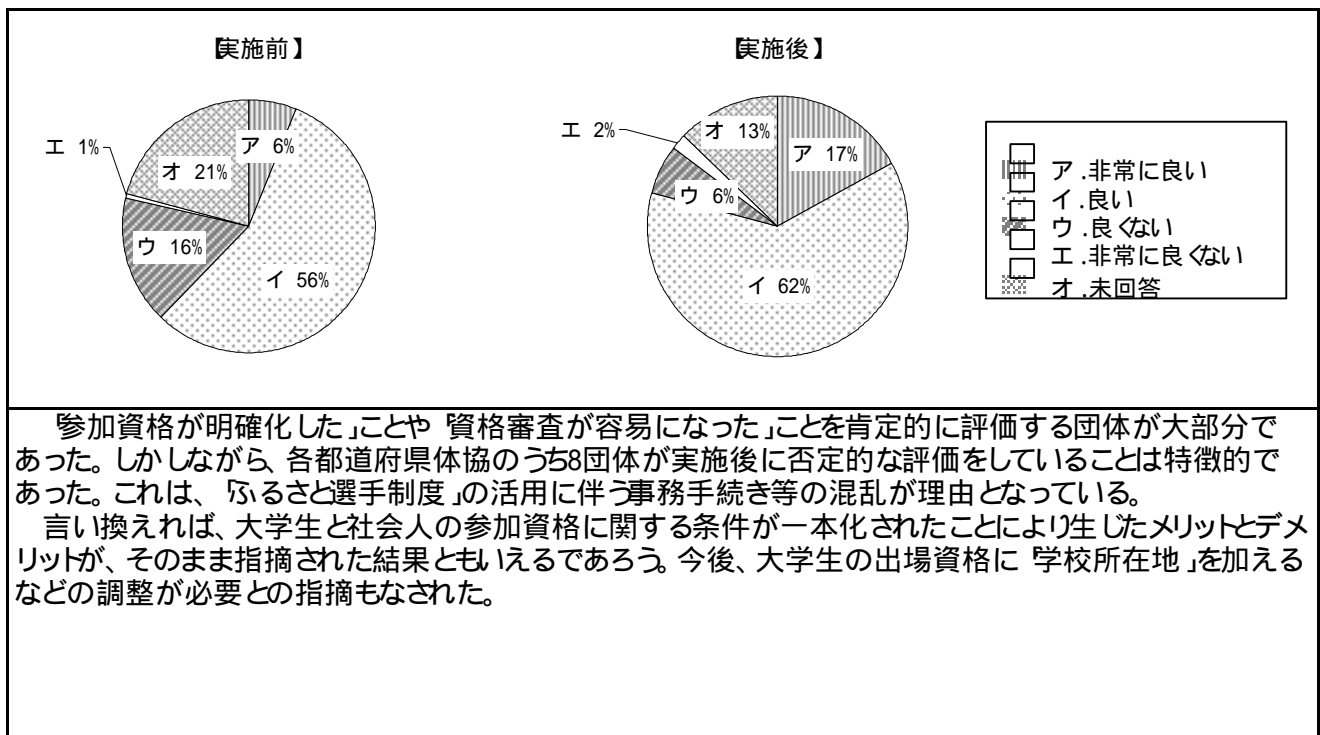 【実施前】
【実施後】
ア 6%
イ 56%
ウ 16%
エ 1%
オ 21%
ア 17%
イ 62%
ウ 6%
エ 2%
オ 13%
ア.非常に良い
イ.良い
ウ.良くない
エ.非常に良くない
オ.未回答
「参加資格が明確化した」ことや「資格審査が容易になった」ことを肯定的に評価する団体が大部分で
あった。しかしながら、各都道府県体協のうち8団体が実施後に否定的な評価をしていることは特徴的で
あった。これは、「ふるさと選手制度」の活用に伴う事務手続き等の混乱が理由となっている。
言い換えれば、大学生と社会人の参加資格に関する条件が一本化されたことにより生じたメリットとデメ
リットが、そのまま指摘された結果ともいえるであろう。今後、大学生の出場資格に「学校所在地」を加える
などの調整が必要との指摘もなされた。